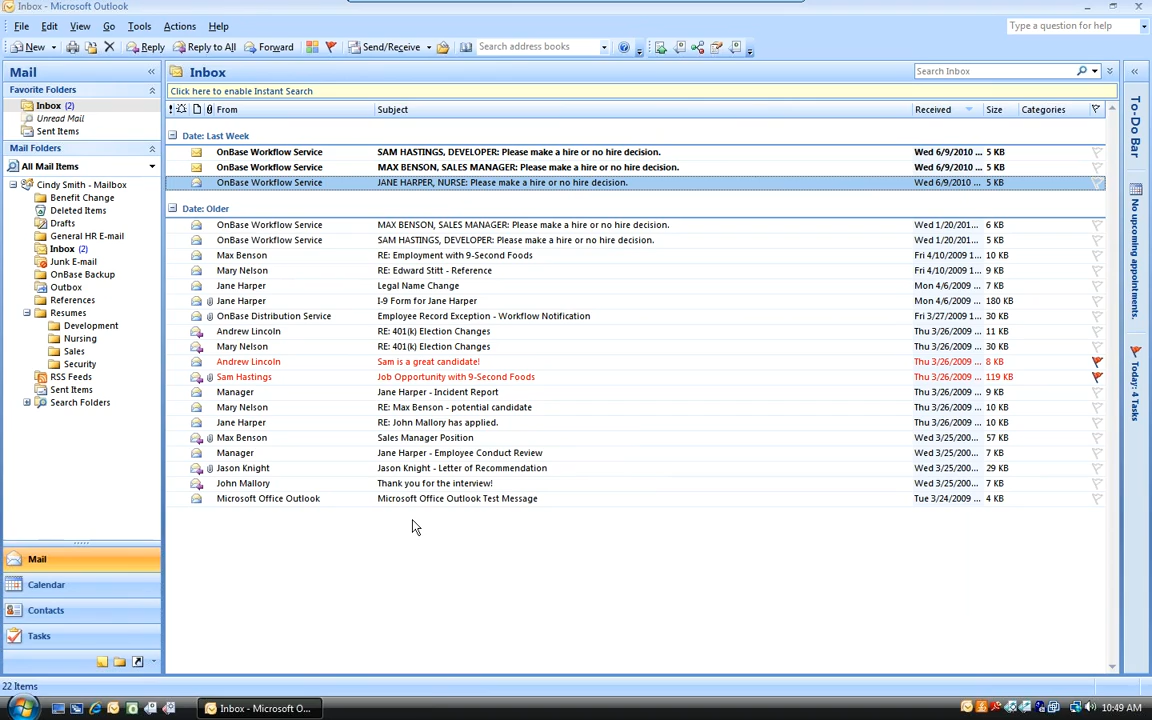 Inbox - Microsoft Outlook
File Edit View Go Tools Actions Help
Type a question for help
New Reply Reply to All Forward Send/Receive Search address books
Mail «
Inbox
Search Inbox
Favorite Folders
Click here to enable Instant Search
Inbox (2)
Unread Mail
Sent Items
From Subject Received Size Categories
Mail Folders
All Mail Items
Cindy Smith - Mailbox
Benefit Change
Deleted Items
Drafts
General HR E-mail
Inbox (2)
Junk E-mail
OnBase Backup
Outbox
References
Resumes
Development
Nursing
Sales
Security
RSS Feeds
Sent Items
Search Folders
Date: Last Week
OnBase Workflow Service SAM HASTINGS, DEVELOPER: Please make a hire or no hire decision. Wed 6/9/2010 ... 5 KB
OnBase Workflow Service MAX BENSON, SALES MANAGER: Please make a hire or no hire decision. Wed 6/9/2010 ... 5 KB
OnBase Workflow Service JANE HARPER, NURSE: Please make a hire or no hire decision. Wed 6/9/2010 ... 5 KB
Date: Older
OnBase Workflow Service MAX BENSON, SALES MANAGER: Please make a hire or no hire decision. Wed 1/20/201... 6 KB
OnBase Workflow Service SAM HASTINGS, DEVELOPER: Please make a hire or no hire decision. Wed 1/20/201... 5 KB
Max Benson RE: Employment with 9-Second Foods Fri 4/10/2009 1... 10 KB
Mary Nelson RE: Edward Stitt - Reference Fri 4/10/2009 1... 9 KB
Jane Harper Legal Name Change Mon 4/6/2009 ... 7 KB
Jane Harper I-9 Form for Jane Harper Mon 4/6/2009 ... 180 KB
OnBase Distribution Service Employee Record Exception - Workflow Notification Fri 3/27/2009 1... 30 KB
Andrew Lincoln RE: 401(k) Election Changes Thu 3/26/2009 ... 11 KB
Mary Nelson RE: 401(k) Election Changes Thu 3/26/2009 ... 30 KB
Andrew Lincoln Sam is a great candidate! Thu 3/26/2009 ... 8 KB
Sam Hastings Job Opportunity with 9-Second Foods Thu 3/26/2009 ... 119 KB
Manager Jane Harper - Incident Report Thu 3/26/2009 ... 9 KB
Mary Nelson RE: Max Benson - potential candidate Thu 3/26/2009 ... 10 KB
Jane Harper RE: John Mallory has applied. Thu 3/26/2009 ... 10 KB
Max Benson Sales Manager Position Wed 3/25/200... 57 KB
Manager Jane Harper - Employee Conduct Review Wed 3/25/200... 7 KB
Jason Knight Jason Knight - Letter of Recommendation Wed 3/25/200... 29 KB
John Mallory Thank you for the interview! Wed 3/25/200... 7 KB
Microsoft Office Outlook Microsoft Office Outlook Test Message Tue 3/24/2009 ... 4 KB
«
To-Do Bar
No upcoming appointments.
Today: 4 Tasks
Mail
Calendar
Contacts
Tasks
22 Items
Inbox - Microsoft O...
10:49 AM